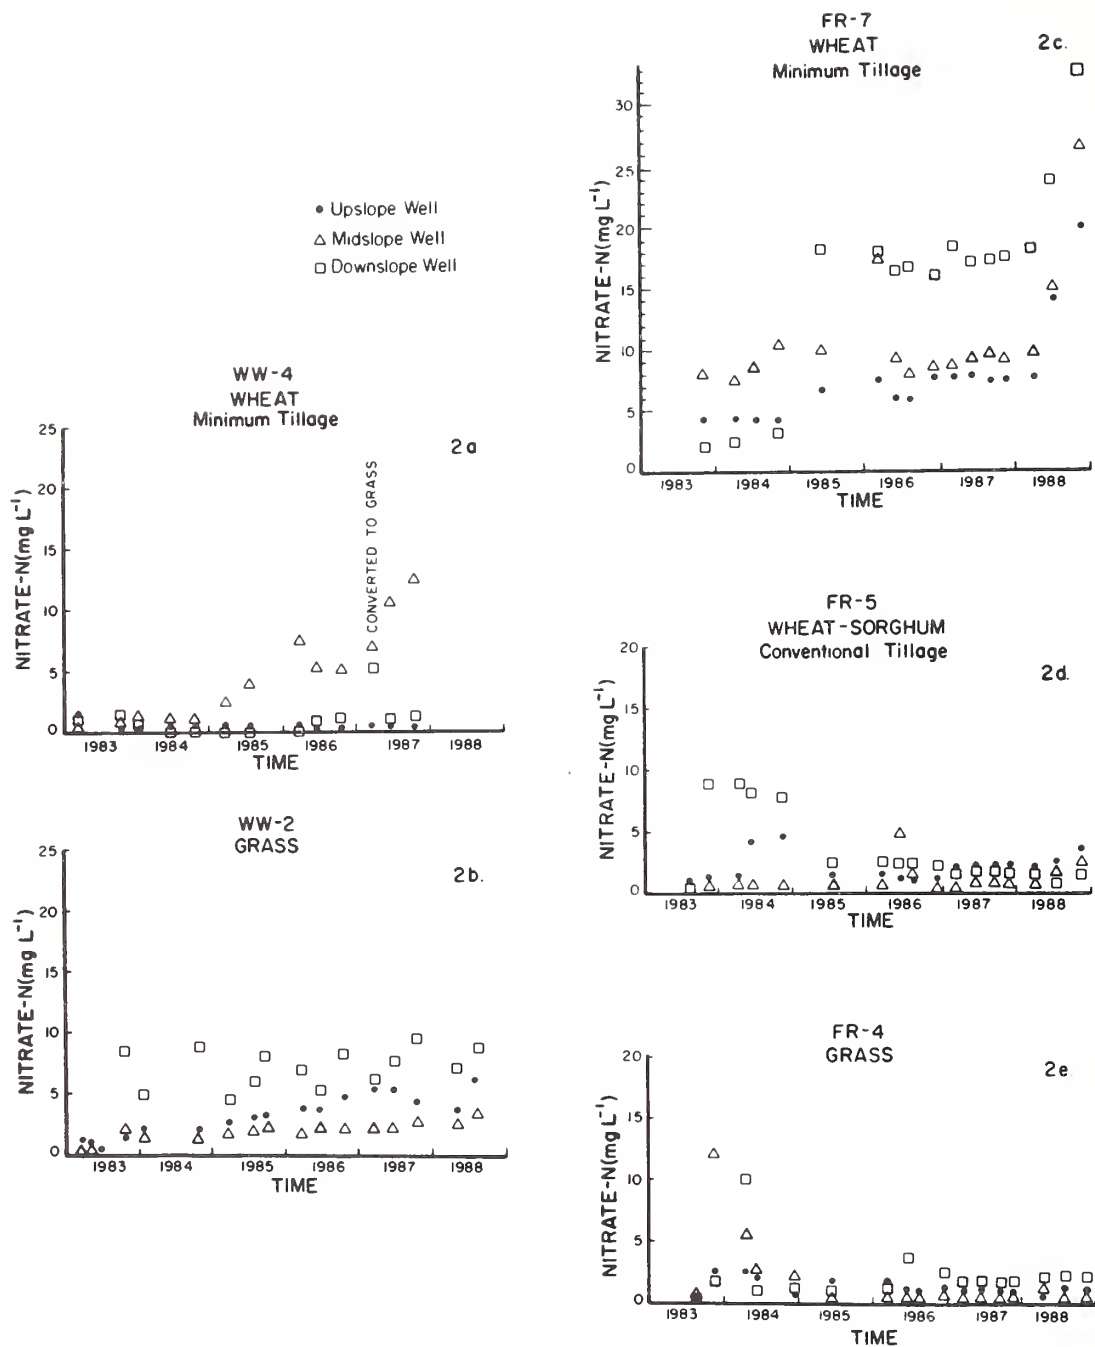 • Upslope Well
△ Midslope Well
□ Downslope Well
WW-4
WHEAT
Minimum Tillage
2a
25
20
15
10
5
0
NITRATE-N(mg L⁻¹)
CONVERTED TO GRASS
1983 1984 1985 1986 1987 1988
TIME
WW-2
GRASS
2b.
25
20
15
10
5
0
NITRATE-N(mg L⁻¹)
1983 1984 1985 1986 1987 1988
TIME
FR-7
WHEAT
Minimum Tillage
2c.
30
25
20
15
10
5
0
NITRATE-N(mg L⁻¹)
1983 1984 1985 1986 1987 1988
TIME
FR-5
WHEAT-SORGHUM
Conventional Tillage
2d.
20
15
10
5
0
NITRATE-N(mg L⁻¹)
1983 1984 1985 1986 1987 1988
TIME
FR-4
GRASS
2e.
20
15
10
5
0
NITRATE-N(mg L⁻¹)
1983 1984 1985 1986 1987 1988
TIME